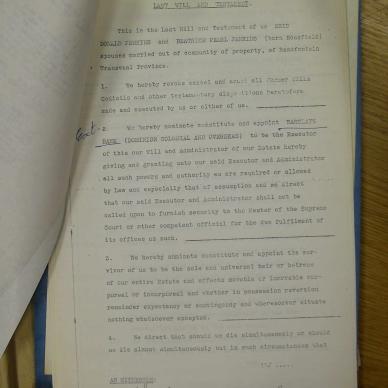 LAST WILL AND TESTAMENT.
This is the Last Will and Testament of us
DONALD and BEATRICE PEARL (born
spouses married out of community of property, of
Transvaal Province.
1. We hereby revoke cancel and annul all former Wills
Codicils and other testamentary dispositions heretofore
made and executed by us or either of us.
2. We hereby nominate constitute and appoint BARCLAYS
BANK (DOMINION COLONIAL AND OVERSEAS) to be the Executor
of this our Will and Administrator of our Estate hereby
giving and granting unto our said Executor and Administrator
all such powers and authority as are required or allowed
by Law and especially that of assumption and we direct
that our said Executor and Administrator shall not be
called upon to furnish security to the Master of the Supreme
Court or other competent official for the due fulfilment of
its offices as such.
3. We hereby nominate constitute and appoint the sur-
vivor of us to be the sole and universal heir or heiress
of our entire Estate and effects movable or immovable cor-
poreal or incorporeal and whether in possession reversion
remainder expectancy or contingency and wheresoever situate
nothing whatsoever excepted.
4. We direct that should we die simultaneously or should
we die almost simultaneously but in such circumstances that
AS WITNESSES: